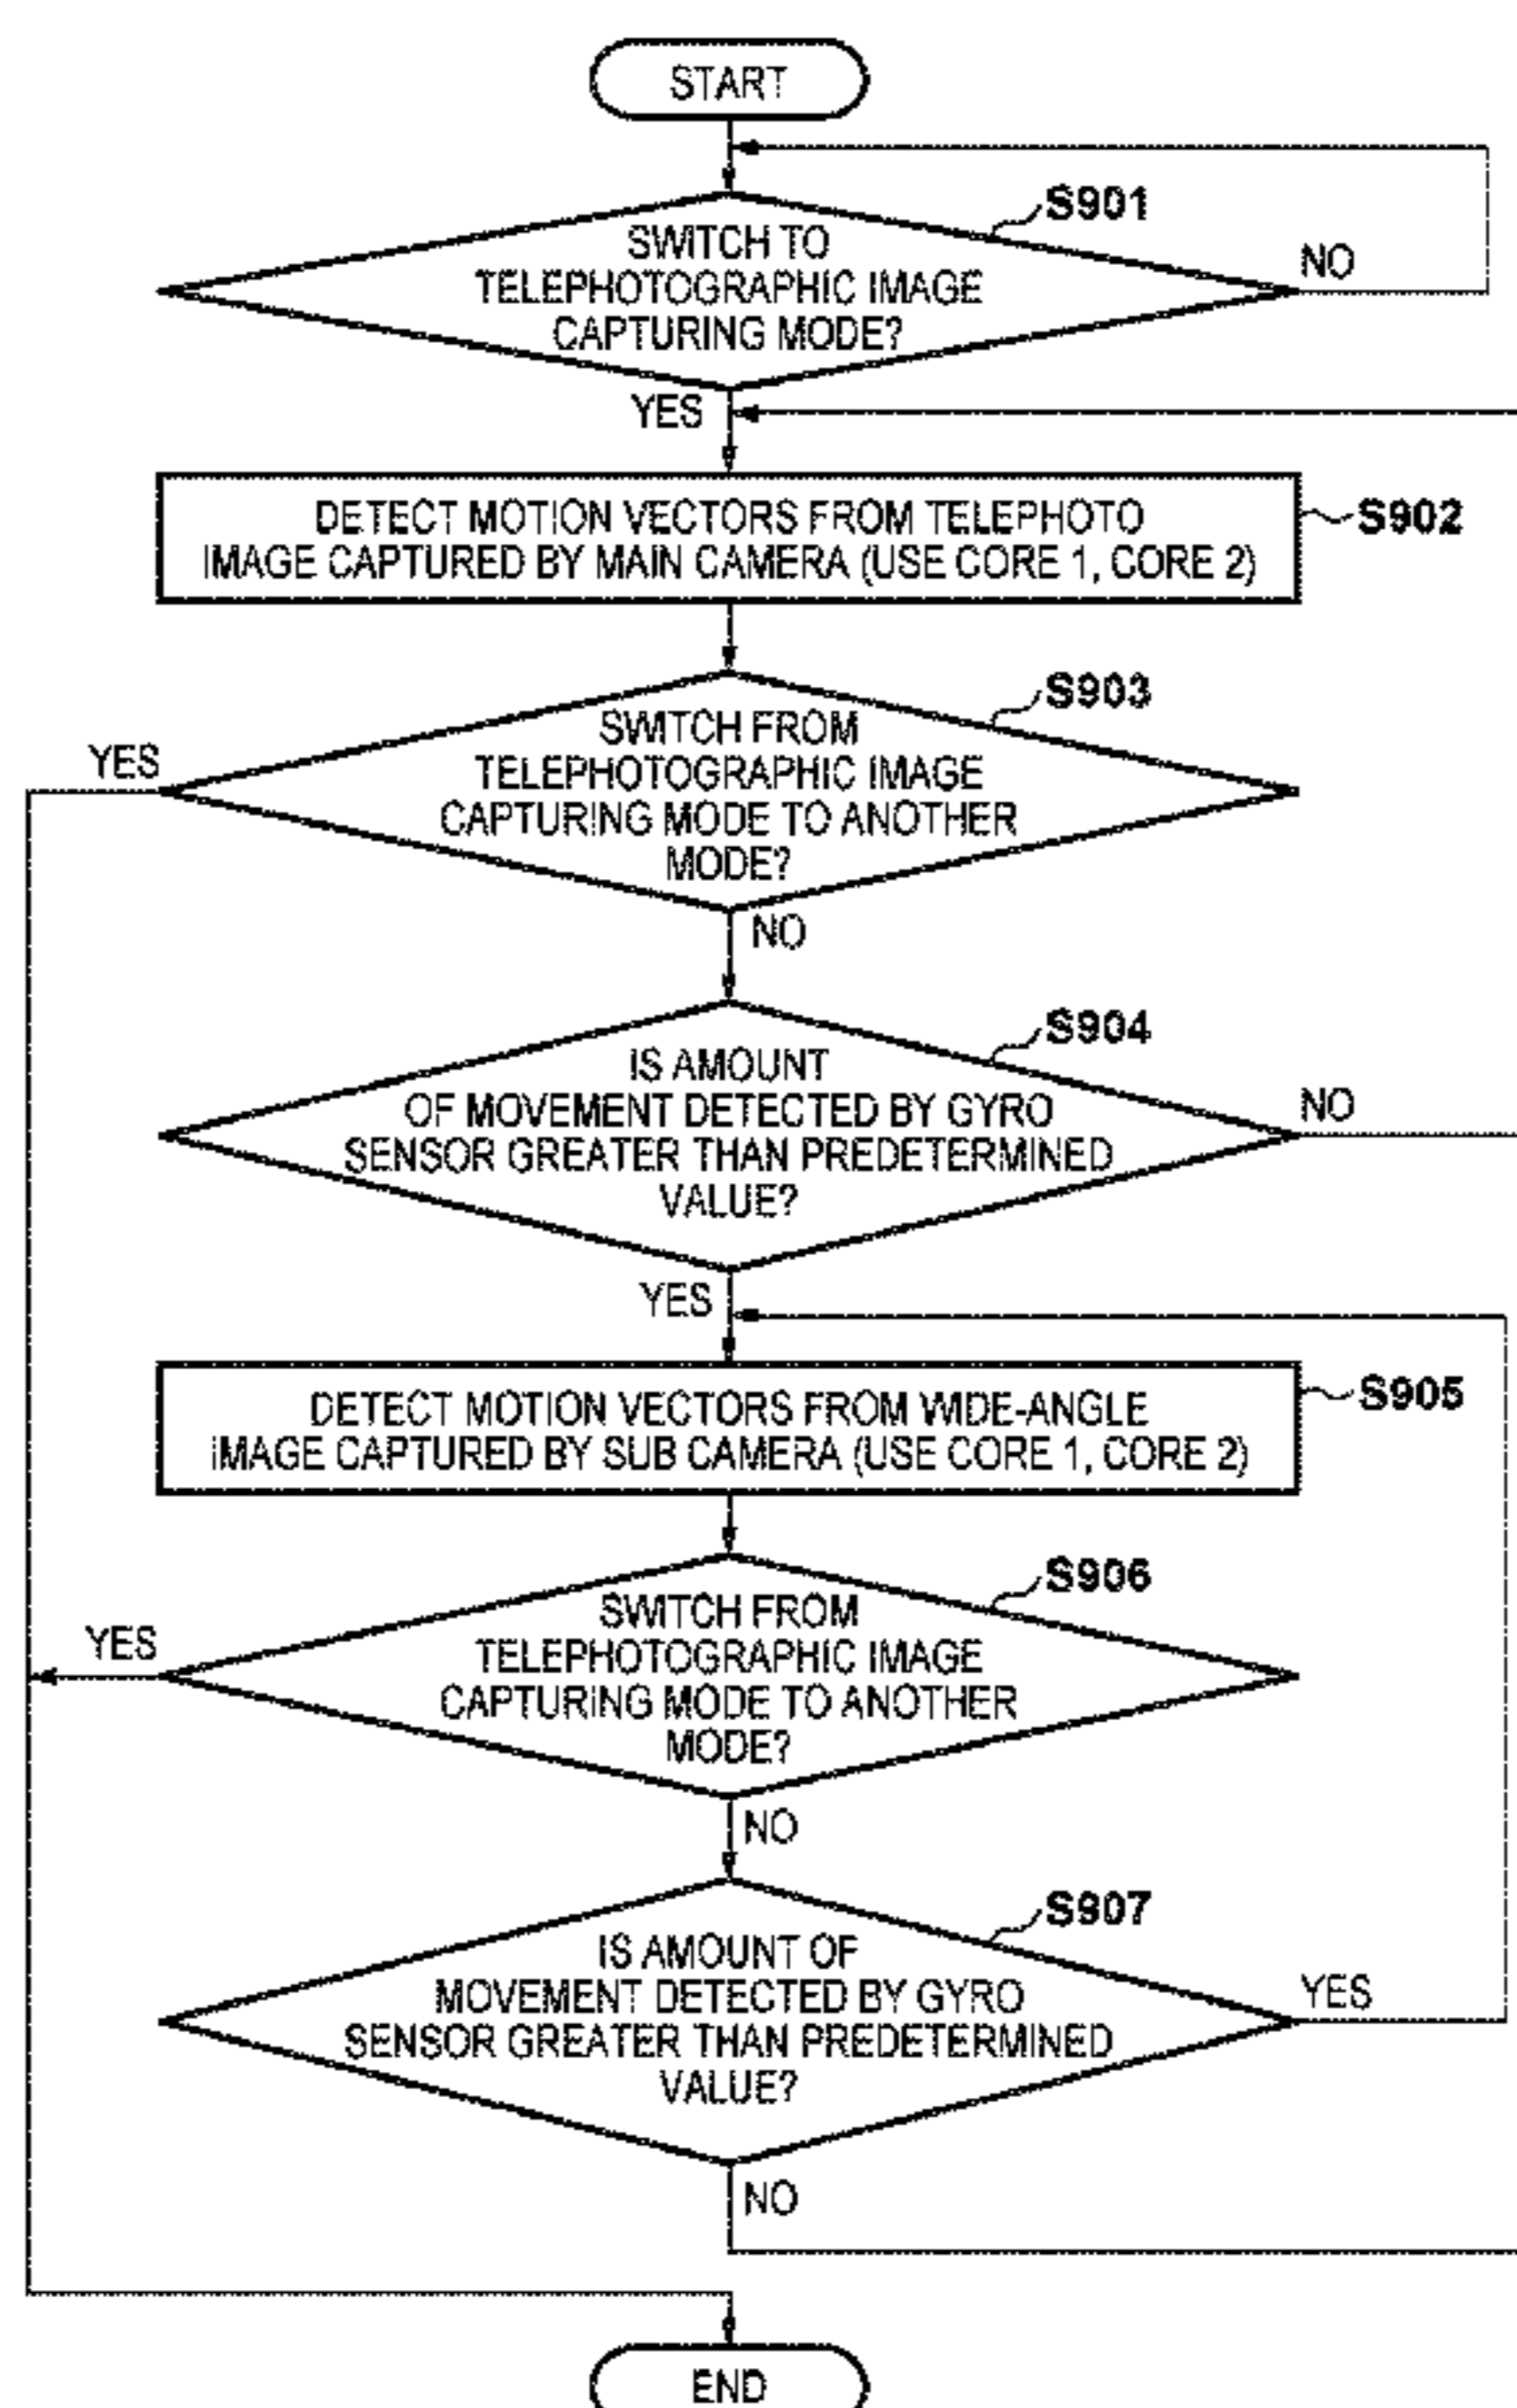 START
S901
SWITCH TO
TELEPHOTOGRAPHIC IMAGE
CAPTURING MODE?
NO
YES
DETECT MOTION VECTORS FROM TELEPHOTO
IMAGE CAPTURED BY MAIN CAMERA (USE CORE 1, CORE 2)
S902
S903
SWITCH FROM
TELEPHOTOGRAPHIC IMAGE
CAPTURING MODE TO ANOTHER
MODE?
YES
NO
S904
IS AMOUNT
OF MOVEMENT DETECTED BY GYRO
SENSOR GREATER THAN PREDETERMINED
VALUE?
NO
YES
DETECT MOTION VECTORS FROM WIDE-ANGLE
IMAGE CAPTURED BY SUB CAMERA (USE CORE 1, CORE 2)
S905
S906
SWITCH FROM
TELEPHOTOGRAPHIC IMAGE
CAPTURING MODE TO ANOTHER
MODE?
YES
NO
S907
IS AMOUNT OF
MOVEMENT DETECTED BY GYRO
SENSOR GREATER THAN PREDETERMINED
VALUE?
YES
NO
END